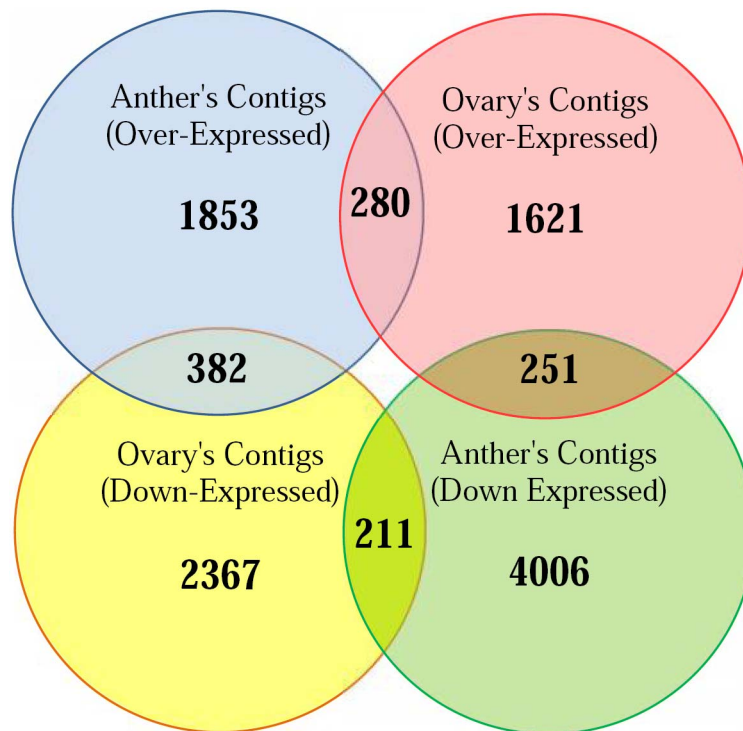 Anther's Contigs
(Over-Expressed)
1853
280
Ovary's Contigs
(Over-Expressed)
1621
382
251
Ovary's Contigs
(Down-Expressed)
2367
211
Anther's Contigs
(Down Expressed)
4006